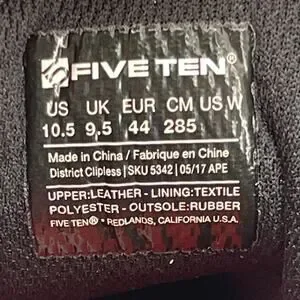 FIVE TEN
US UK EUR CM US.W
10.5 9,5 44 285
Made in China / Fabrique en Chine
District Clipless | SKU 5342 | 05/17 APE
UPPER:LEATHER - LINING:TEXTILE
POLYESTER - OUTSOLE:RUBBER
FIVE TEN® • REDLANDS, CALIFORNIA U.S.A.